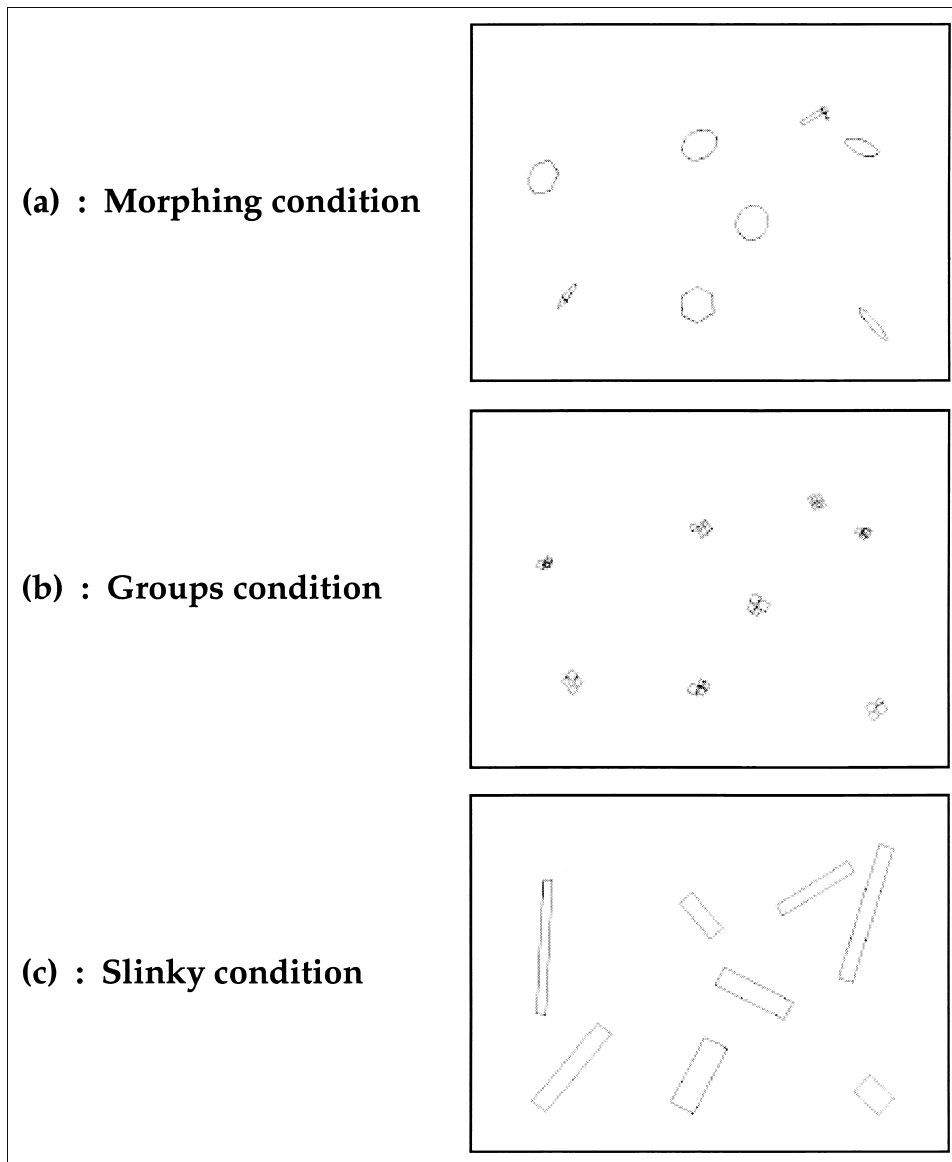 (a) : Morphing condition
(b) : Groups condition
(c) : Slinky condition